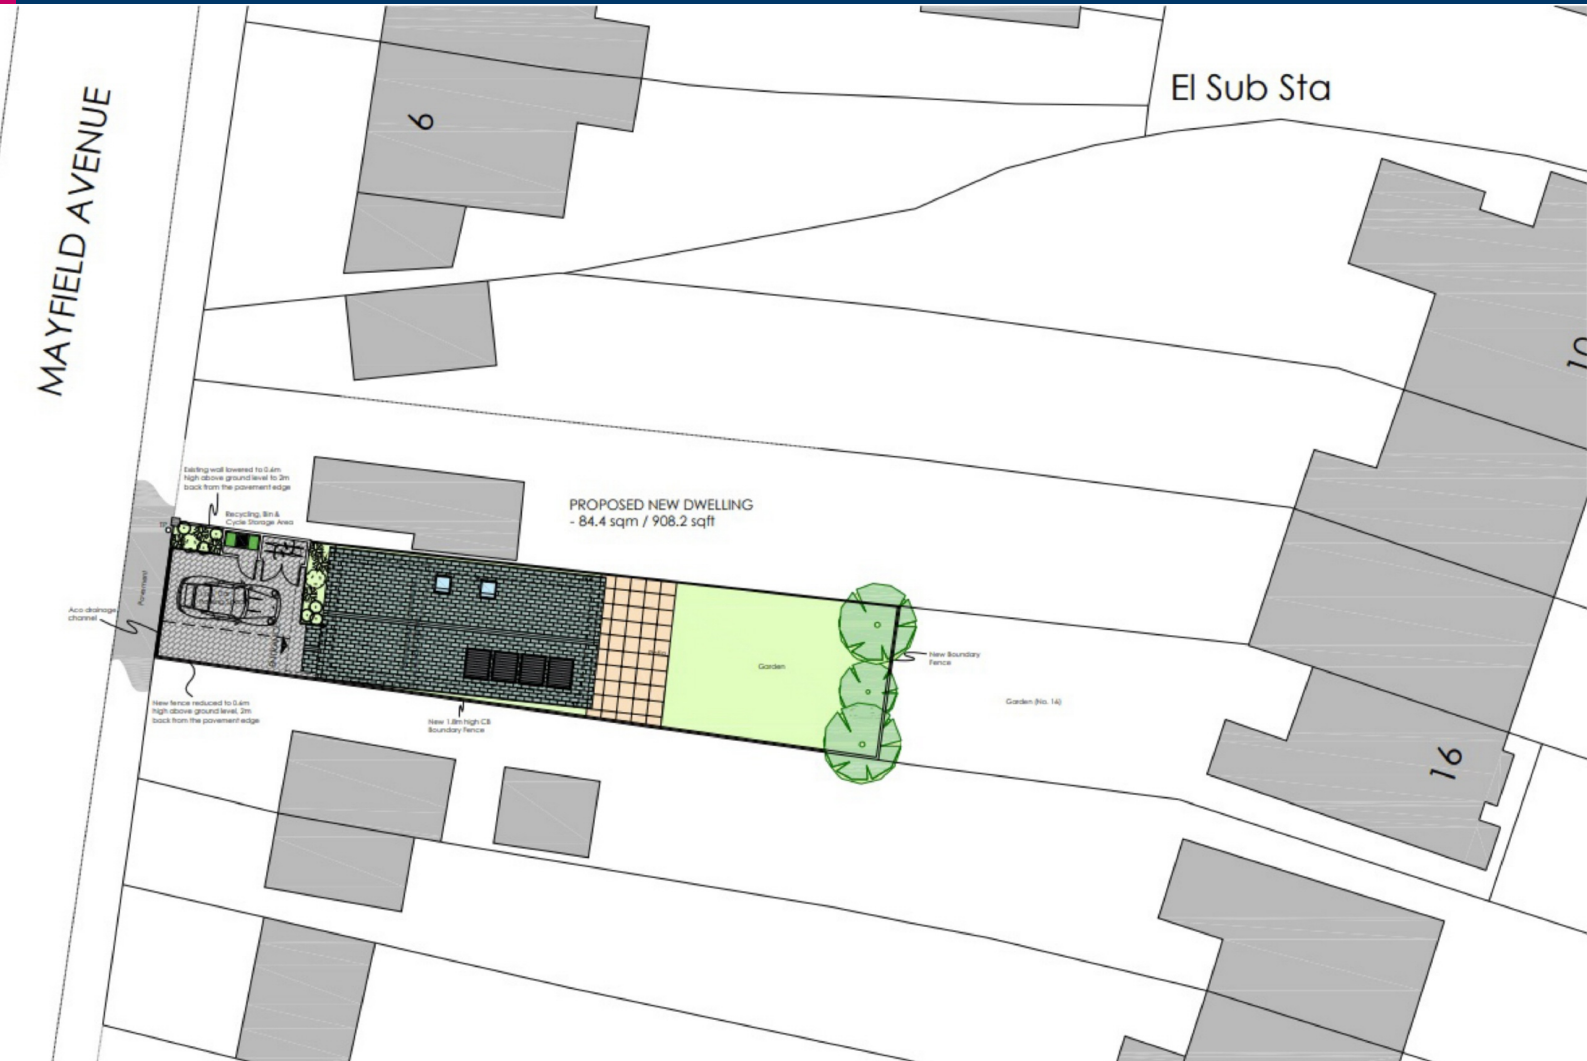 MAYFIELD AVENUE
6
El Sub Sta
10
Existing wall lowered to 0.6m
high above ground level to 2m
back from the pavement edge
Recycling, Bin &
Cycle Storage Area
PROPOSED NEW DWELLING
- 84.4 sqm / 908.2 sqft
Pavement
Aco drainage
channel
New fence reduced to 0.6m
high above ground level, 2m
back from the pavement edge
New 1.8m high CB
Boundary Fence
Garden
New Boundary
Fence
Garden (No. 16)
16